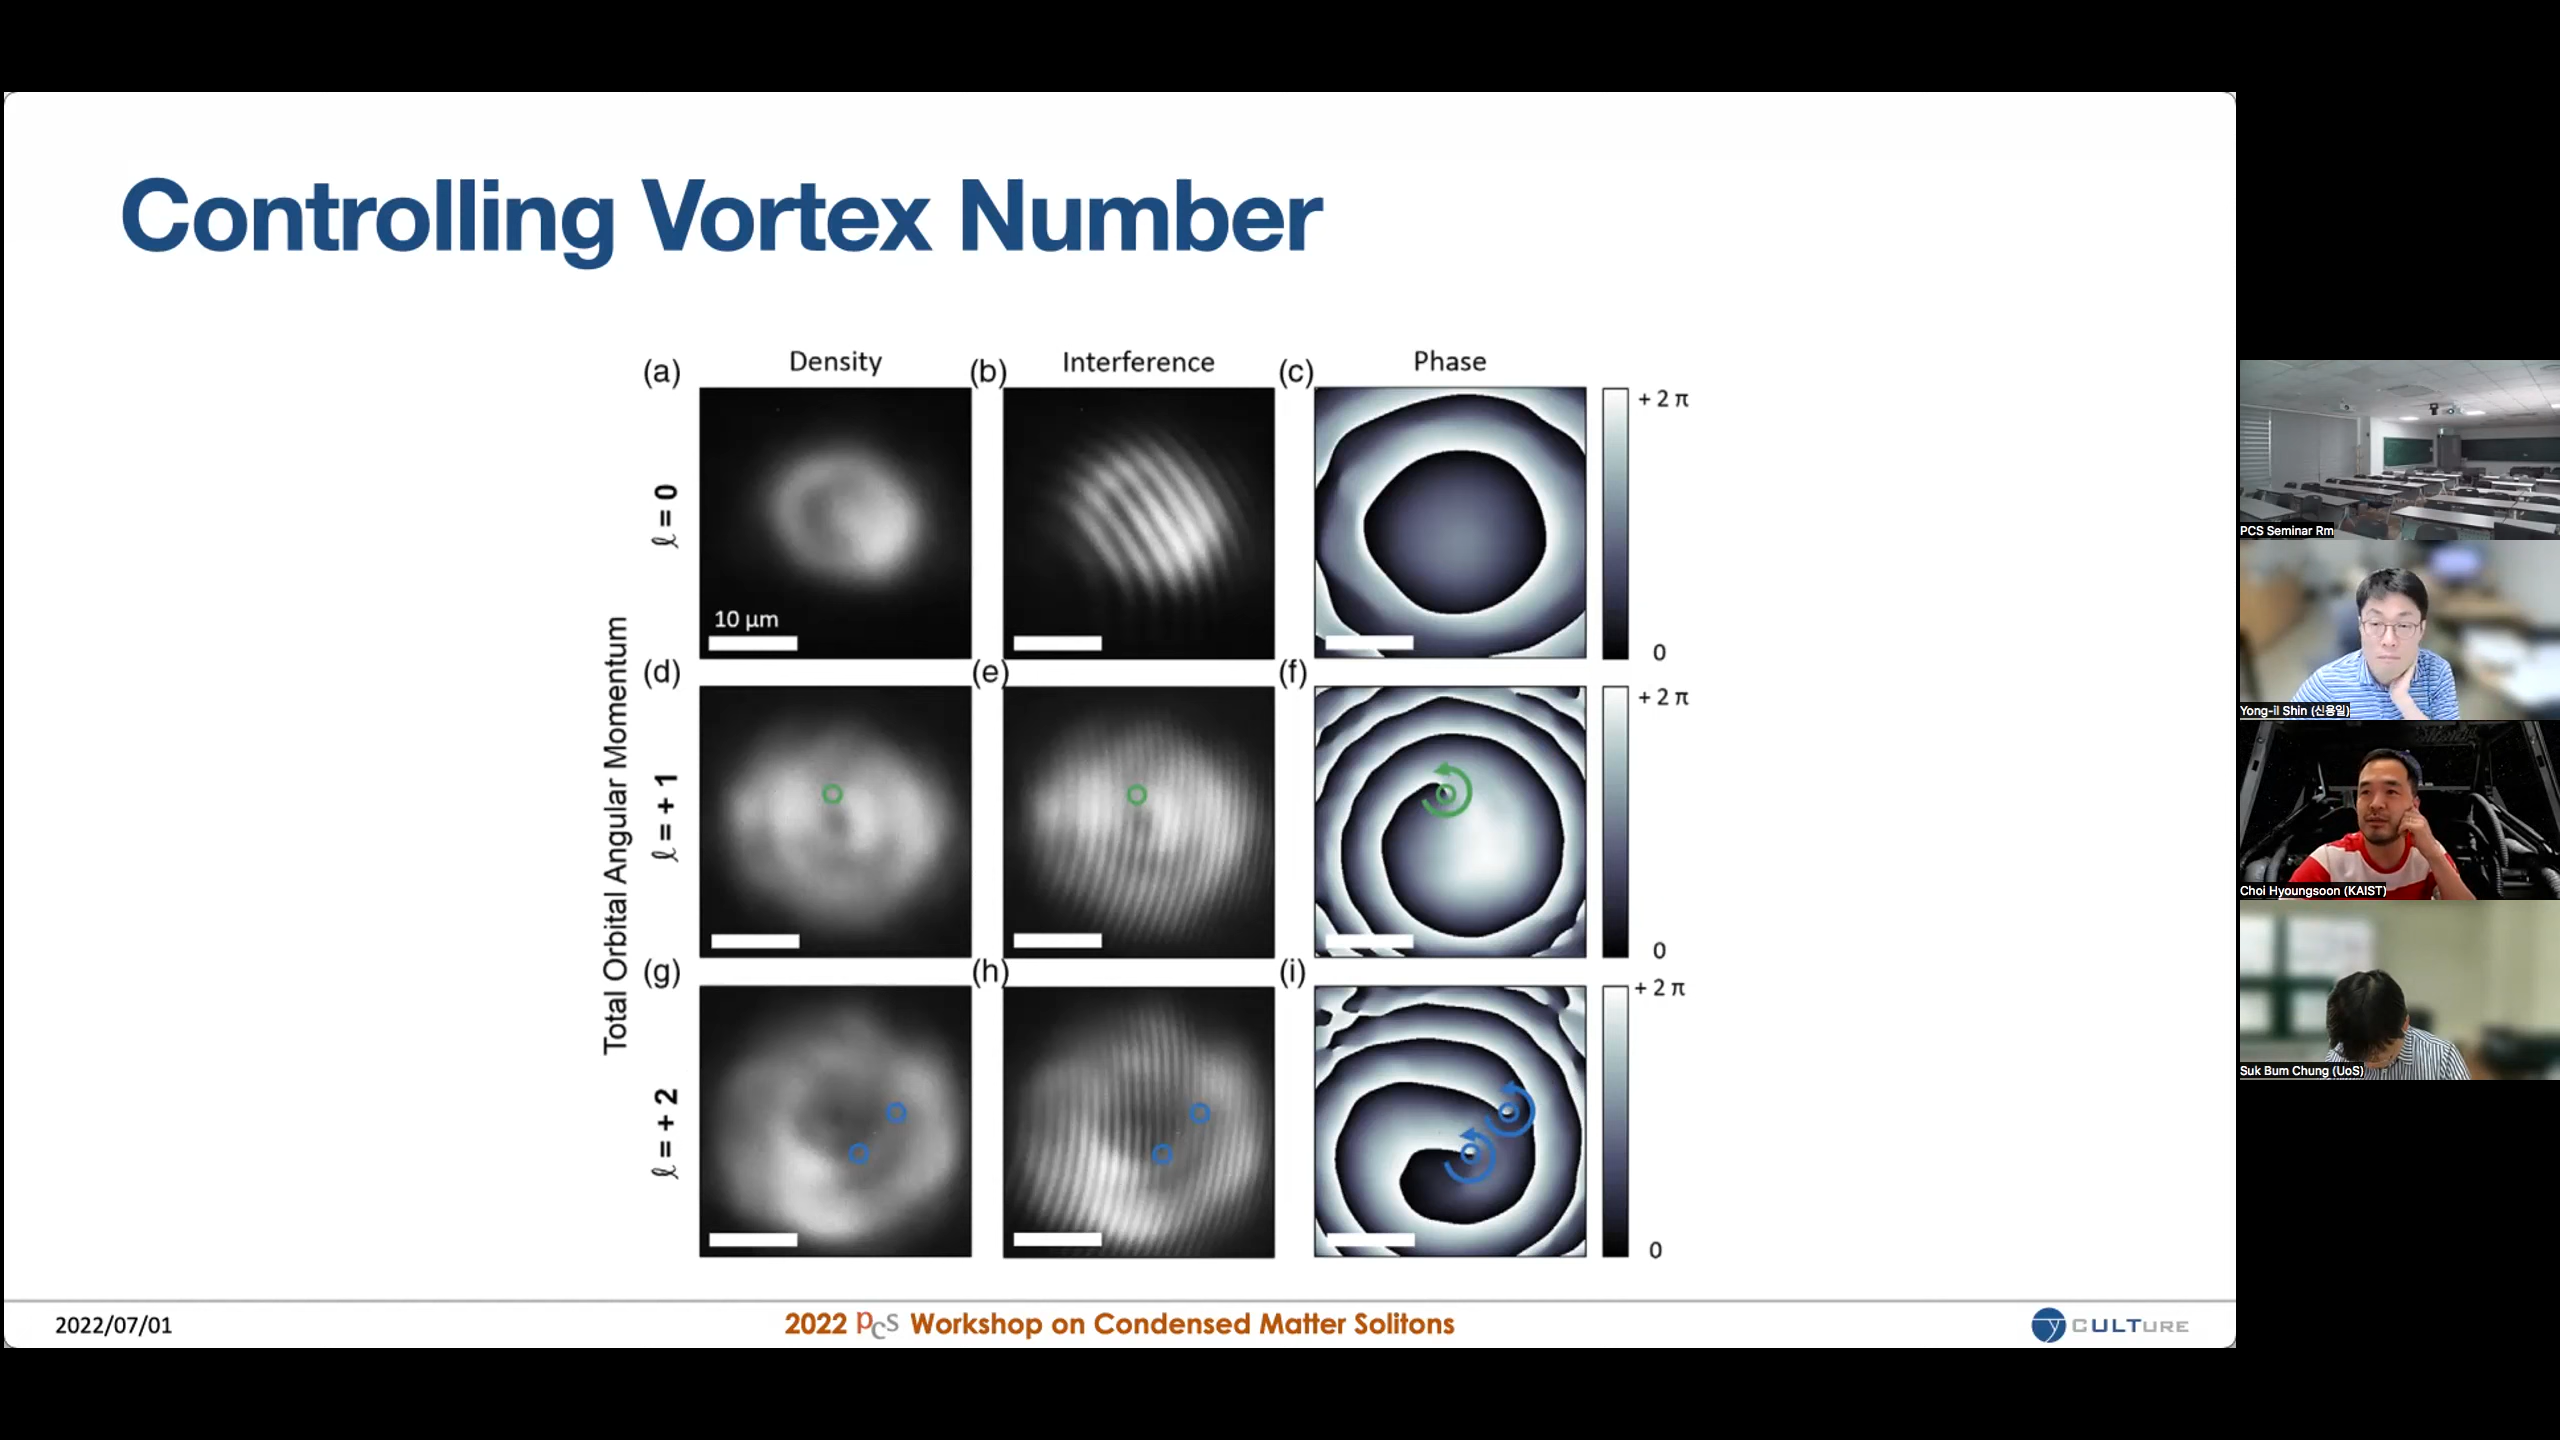 Controlling Vortex Number
Density
Interference
Phase
(a)
(b)
(c)
+ 2 π
0
10 µm
ℓ = 0
Total Orbital Angular Momentum
(d)
(e)
(f)
+ 2 π
0
ℓ = + 1
(g)
(h)
(i)
+ 2 π
0
ℓ = + 2
2022/07/01
2022 pcs Workshop on Condensed Matter Solitons
CULTURE
PCS Seminar Rm
Yong-il Shin (신용일)
Choi Hyoungsoon (KAIST)
Suk Bum Chung (UoS)